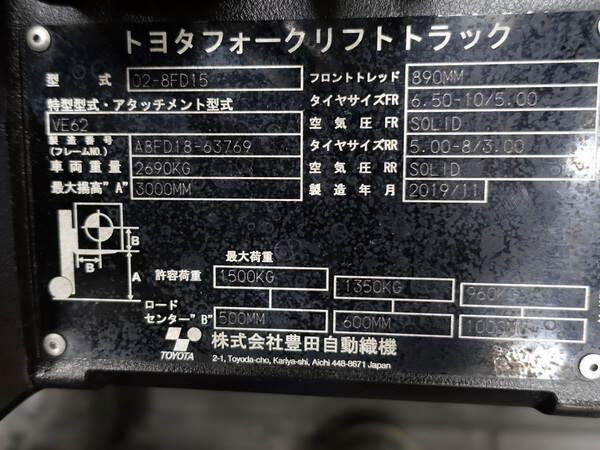 トヨタフォークリフトトラック
型式 02-8FD15 フロントトレッド 890MM
特型型式・アタッチメント型式 タイヤサイズFR 6.50-10/5.00
VE62 空気圧 FR SOLID
製造番号 (フレームNO.) A8FD18-63769 タイヤサイズRR 5.00-8/3.00
車両重量 2690KG 空気圧 RR SOLID
最大揚高"A" 3000MM 製造年月 2019/11
B
B A
最大荷重
許容荷重 1500KG 1350KG 960KG
ロードセンター"B" 500MM 600MM
TOYOTA 株式会社豊田自動織機
2-1, Toyoda-cho, Kariya-shi, Aichi 448-8671 Japan